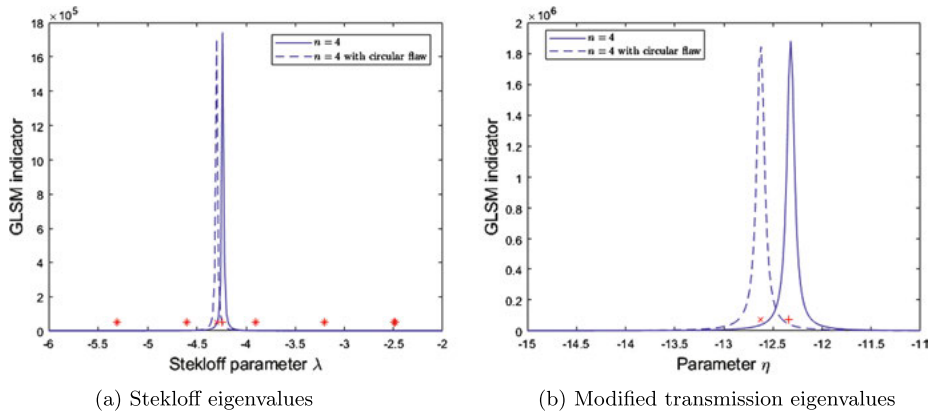 ×10^5
18
16
14
12
10
8
6
4
2
0
GLSM indicator
n = 4
n = 4 with circular flaw
-6 -5.5 -5 -4.5 -4 -3.5 -3 -2.5 -2
Stekloff parameter λ
(a) Stekloff eigenvalues
×10^6
2
1.8
1.6
1.4
1.2
1
0.8
0.6
0.4
0.2
0
GLSM indicator
n = 4
n = 4 with circular flaw
-15 -14.5 -14 -13.5 -13 -12.5 -12 -11.5 -11
Parameter η
(b) Modified transmission eigenvalues